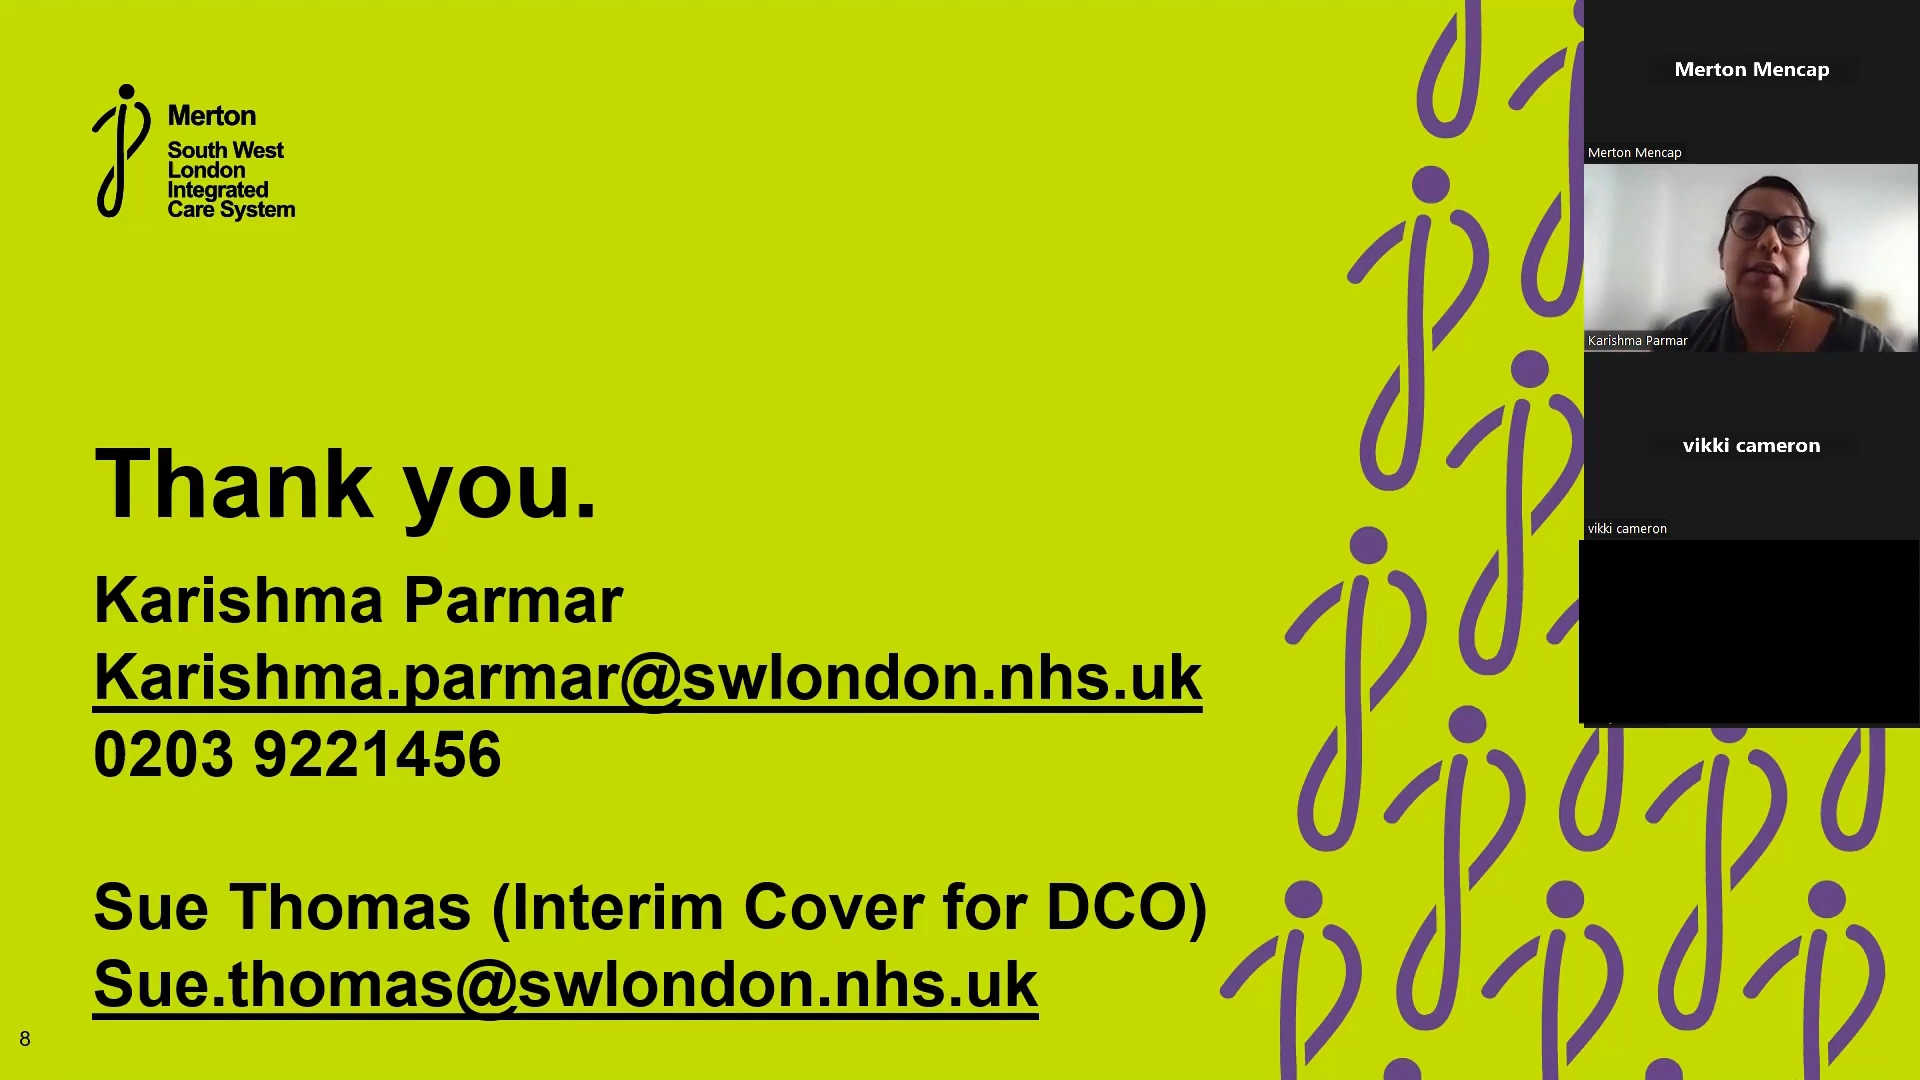 Merton
South West
London
Integrated
Care System
Thank you.
Karishma Parmar
Karishma.parmar@swlondon.nhs.uk
0203 9221456
Sue Thomas (Interim Cover for DCO)
Sue.thomas@swlondon.nhs.uk
8
Merton Mencap
Merton Mencap
Karishma Parmar
vikki cameron
vikki cameron